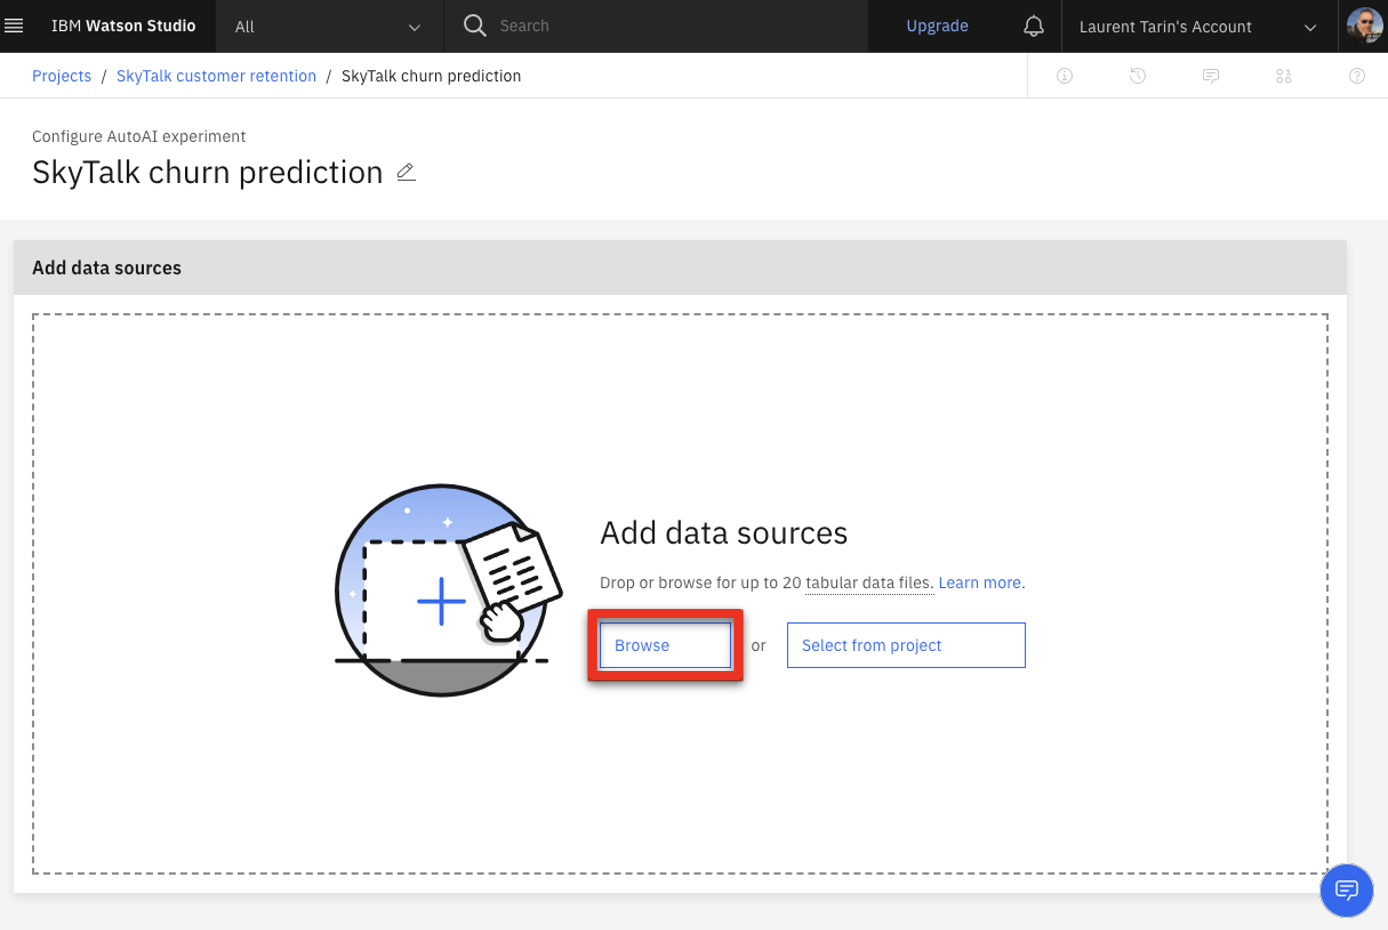 IBM Watson Studio
All
Search
Upgrade
Laurent Tarin's Account
Projects / SkyTalk customer retention / SkyTalk churn prediction
Configure AutoAI experiment
SkyTalk churn prediction
Add data sources
Add data sources
Drop or browse for up to 20 tabular data files. Learn more.
Browse or Select from project